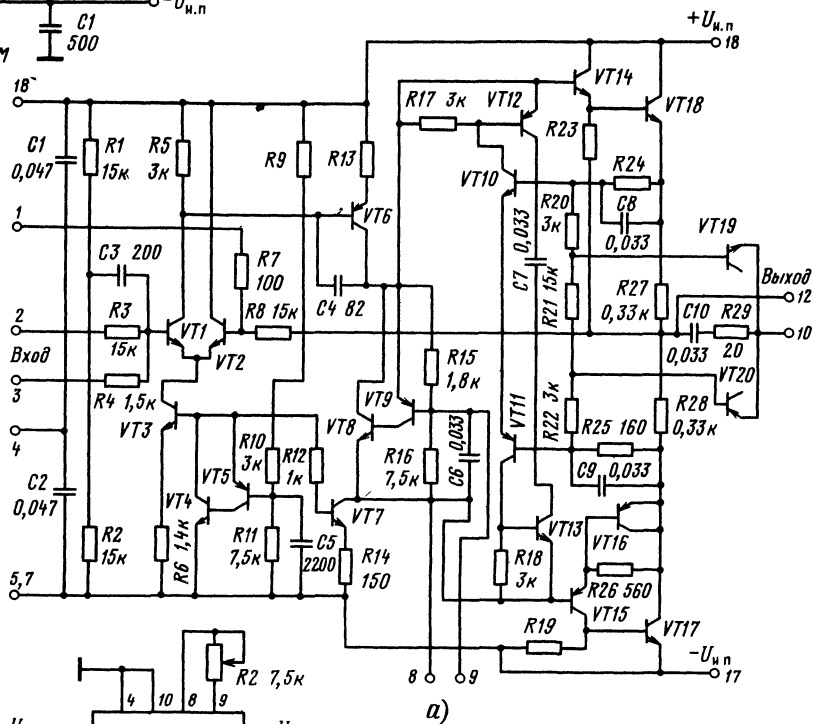 -Uи.п
C1
500
м
+Uи.п
18
18
C1
0,047
R1
15к
R5
3к
R9
R13
R17 3к
VT12
VT14
VT18
R23
VT10
R24
C8
0,033
R20
3к
VT6
1
C3 200
R7
100
C4 82
C7 0,033
R21 15к
VT19
R27
0,33к
Выход
12
2
R3
15к
VT1
R8 15к
VT2
C10
0,033
R29
20
10
Вход
3
R4 1,5к
R15
1,8к
VT9
VT8
VT11
R22 3к
VT20
R28
0,33к
R25 160
4
VT3
R10
3к
R12
1к
R16
7,5к
C6 0,033
C9 0,033
C2
0,047
VT5
VT4
VT7
VT13
VT16
R2
15к
R6 1,4к
R11
7,5к
C5
2200
R14
150
R18
3к
R26 560
VT15
5,7
R19
VT17
-Uи п
17
8
9
R2 7,5к
4
10
8
9
а)